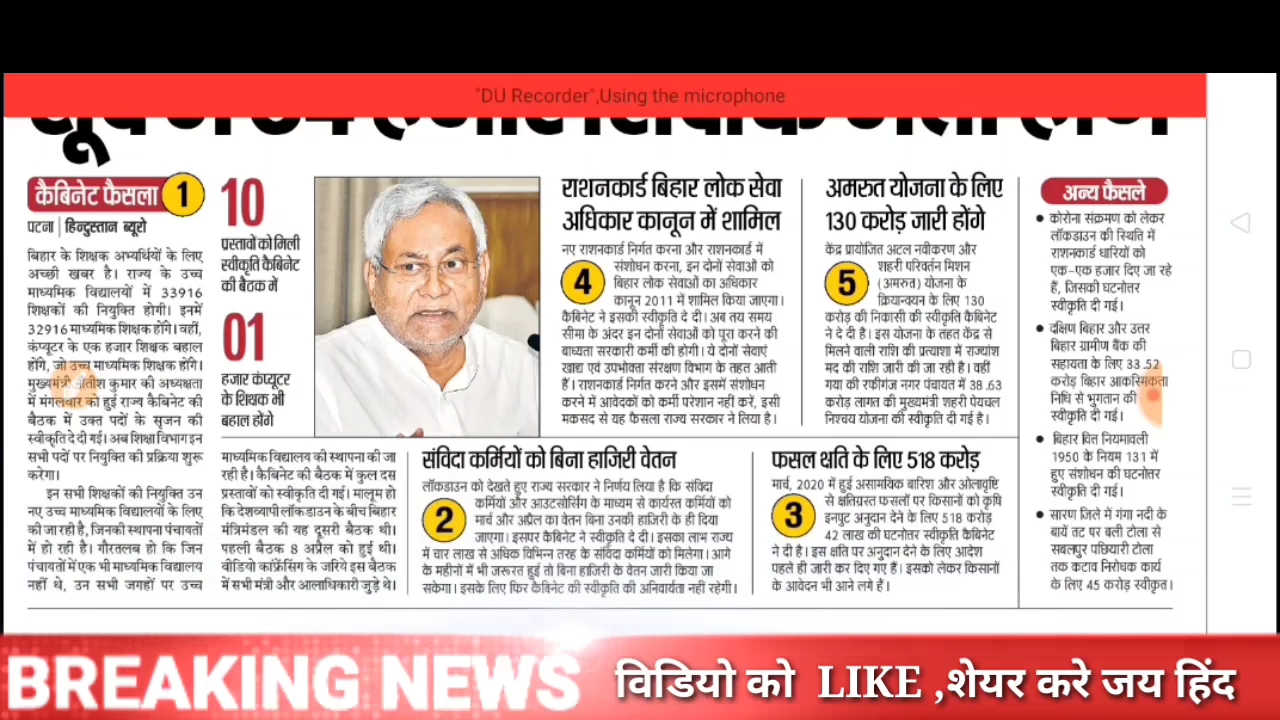 "DU Recorder",Using the microphone
कैबिनेट फैसला 1
पटना | हिन्दुस्तान ब्यूरो
बिहार के शिक्षक अभ्यर्थियों के लिए
अच्छी खबर है। राज्य के उच्च
माध्यमिक विद्यालयों में 33916
शिक्षकों की नियुक्ति होगी। इनमें
32916 माध्यमिक शिक्षक होंगे। वहीं,
कंप्यूटर के एक हजार शिक्षक बहाल
होंगे, जो उच्च माध्यमिक शिक्षक होंगे।
मुख्यमंत्री नीतीश कुमार की अध्यक्षता
में मंगलवार को हुई राज्य कैबिनेट की
बैठक में उक्त पदों के सृजन की
स्वीकृति दे दी गई। अब शिक्षा विभाग इन
सभी पदों पर नियुक्ति की प्रक्रिया शुरू
करेगा।
इन सभी शिक्षकों की नियुक्ति उन
नए उच्च माध्यमिक विद्यालयों के लिए
की जा रही है, जिनकी स्थापना पंचायतों
में हो रही है। गौरतलब हो कि जिन
पंचायतों में एक भी माध्यमिक विद्यालय
नहीं थे, उन सभी जगहों पर उच्च
10
प्रस्तावों को मिली
स्वीकृति कैबिनेट
की बैठक में
01
हजार कंप्यूटर
के शिक्षक भी
बहाल होंगे
माध्यमिक विद्यालय की स्थापना की जा
रही है। कैबिनेट की बैठक में कुल दस
प्रस्तावों को स्वीकृति दी गई। मालूम हो
कि देशव्यापी लॉकडाउन के बीच बिहार
मंत्रिमंडल की यह दूसरी बैठक थी।
पहली बैठक 8 अप्रैल को हुई थी।
वीडियो कांफ्रेंसिंग के जरिये इस बैठक
में सभी मंत्री और आलाधिकारी जुड़े थे।
राशनकार्ड बिहार लोक सेवा
अधिकार कानून में शामिल
नए राशनकार्ड निर्गत करना और राशनकार्ड में
संशोधन करना, इन दोनों सेवाओं को
4
बिहार लोक सेवाओं का अधिकार
कानून 2011 में शामिल किया जाएगा।
कैबिनेट ने इसकी स्वीकृति दे दी। अब तय समय
सीमा के अंदर इन दोनों सेवाओं को पूरा करने की
बाध्यता सरकारी कर्मी की होगी। ये दोनों सेवाएं
खाद्य एवं उपभोक्ता संरक्षण विभाग के तहत आती
हैं। राशनकार्ड निर्गत करने और इसमें संशोधन
करने में आवेदकों को कर्मी परेशान नहीं करें, इसी
मकसद से यह फैसला राज्य सरकार ने लिया है।
अमरुत योजना के लिए
130 करोड़ जारी होंगे
केंद्र प्रायोजित अटल नवीकरण और
शहरी परिवर्तन मिशन
5
(अमरुत) योजना के
क्रियान्वयन के लिए 130
करोड़ की निकासी की स्वीकृति कैबिनेट
ने दे दी है। इस योजना के तहत केंद्र से
मिलने वाली राशि की प्रत्याशा में राज्यांश
मद की राशि जारी की जा रही है। वहीं
गया की रफीगंज नगर पंचायत में 38.63
करोड़ लागत की मुख्यमंत्री शहरी पेयजल
निश्चय योजना की स्वीकृति दी गई है।
संविदा कर्मियों को बिना हाजिरी वेतन
लॉकडाउन को देखते हुए राज्य सरकार ने निर्णय लिया है कि संविदा
कर्मियों और आउटसोर्सिंग के माध्यम से कार्यरत कर्मियों को
2
मार्च और अप्रैल का वेतन बिना उनकी हाजिरी के ही दिया
जाएगा। इसपर कैबिनेट ने स्वीकृति दे दी। इसका लाभ राज्य
में चार लाख से अधिक विभिन्न तरह के संविदा कर्मियों को मिलेगा। आगे
के महीनों में भी जरूरत हुई तो बिना हाजिरी के वेतन जारी किया जा
सकेगा। इसके लिए फिर कैबिनेट की स्वीकृति की अनिवार्यता नहीं रहेगी।
फसल क्षति के लिए 518 करोड़
मार्च, 2020 में हुई असामयिक बारिश और ओलावृष्टि
से क्षतिग्रस्त फसलों पर किसानों को कृषि
3
इनपुट अनुदान देने के लिए 518 करोड़
42 लाख की घटनोत्तर स्वीकृति कैबिनेट
ने दी है। इस क्षति पर अनुदान देने के लिए आदेश
पहले ही जारी कर दिए गए हैं। इसको लेकर किसानों
के आवेदन भी आने लगे हैं।
अन्य फैसले
● कोरोना संक्रमण को लेकर
लॉकडाउन की स्थिति में
राशनकार्ड धारियों को
एक-एक हजार दिए जा रहे
हैं, जिसकी घटनोत्तर
स्वीकृति दी गई।
● दक्षिण बिहार और उत्तर
बिहार ग्रामीण बैंक की
सहायता के लिए 33.52
करोड़ बिहार आकस्मिकता
निधि से भुगतान की
स्वीकृति दी गई।
● बिहार वित्त नियमावली
1950 के नियम 131 में
हुए संशोधन की घटनोत्तर
स्वीकृति दी गई।
● सारण जिले में गंगा नदी के
बायें तट पर बली टोला से
सबलपुर पछियारी टोला
तक कटाव निरोधक कार्य
के लिए 45 करोड़ स्वीकृत।
BREAKING NEWS
विडियो को LIKE ,शेयर करे जय हिंद